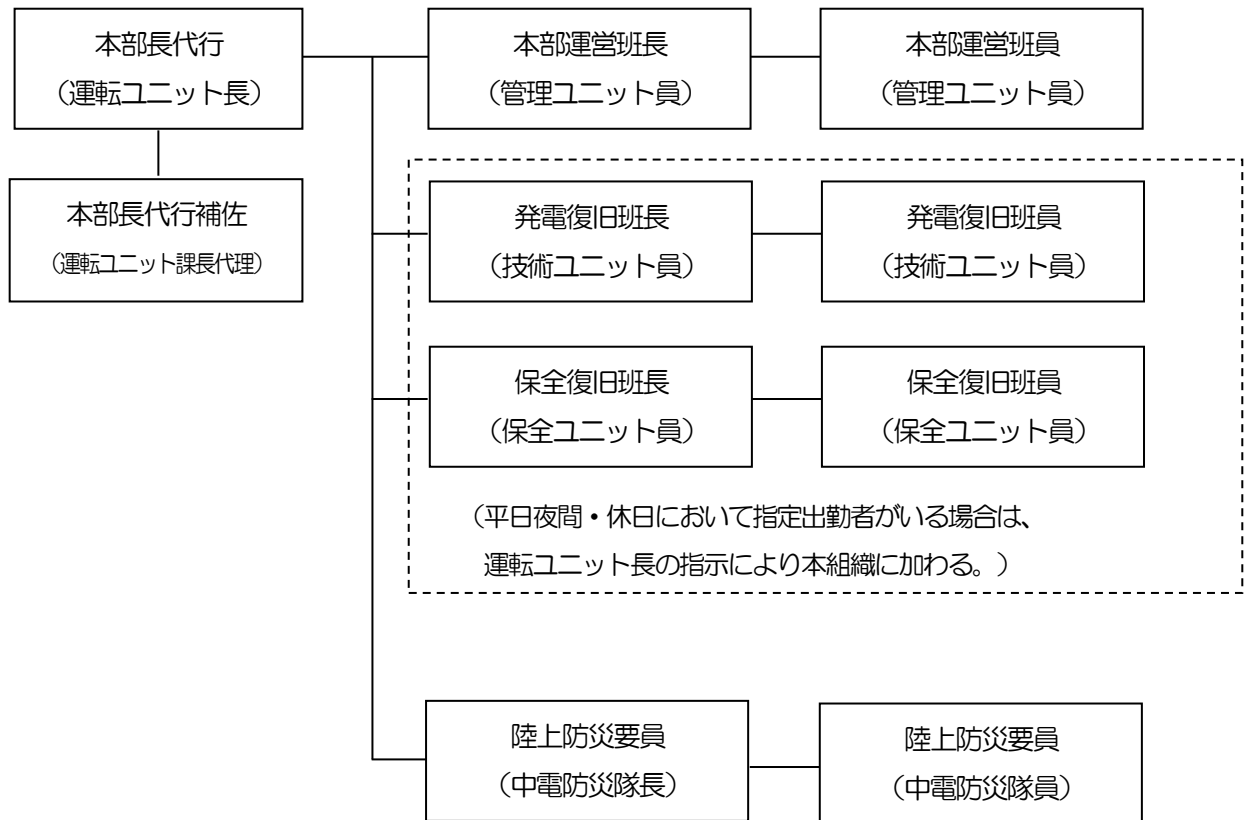 本部長代行
（運転ユニット長）
本部運営班長
（管理ユニット員）
本部運営班員
（管理ユニット員）
本部長代行補佐
（運転ユニット課長代理）
発電復旧班長
（技術ユニット員）
発電復旧班員
（技術ユニット員）
保全復旧班長
（保全ユニット員）
保全復旧班員
（保全ユニット員）
（平日夜間・休日において指定出勤者がいる場合は、
運転ユニット長の指示により本組織に加わる。）
陸上防災要員
（中電防災隊長）
陸上防災要員
（中電防災隊員）